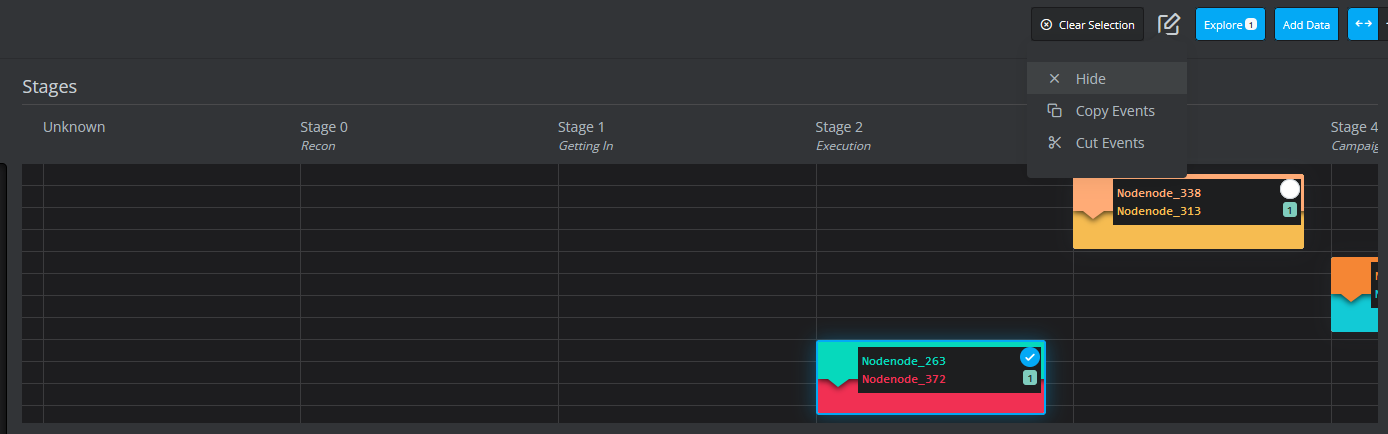 Clear Selection
Explore 1
Add Data
Hide
Copy Events
Cut Events
Stages
Unknown
Stage 0
Recon
Stage 1
Getting In
Stage 2
Execution
Stage 4
Nodenode_338
Nodenode_313
1
Nodenode_263
Nodenode_372
1